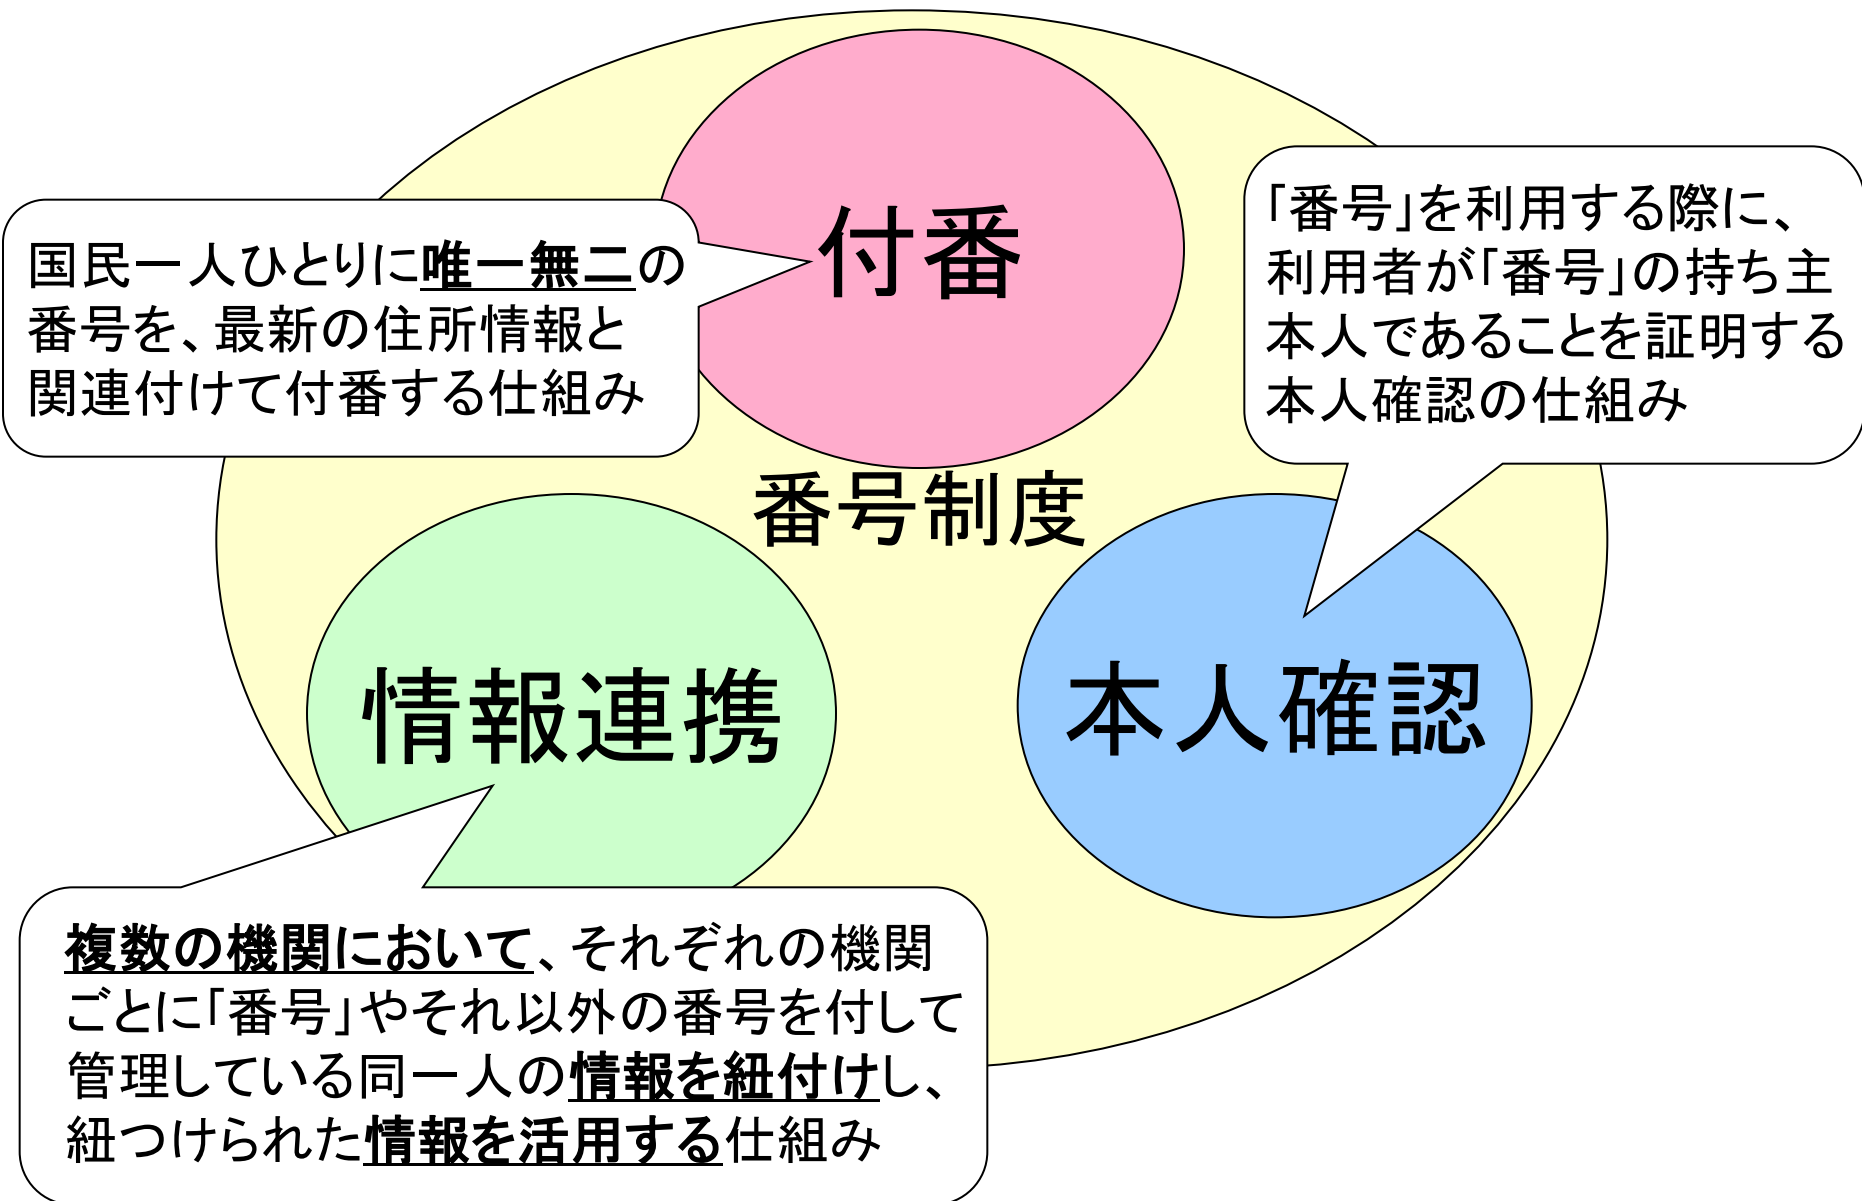 付番
国民一人ひとりに唯一無二の
番号を、最新の住所情報と
関連付けて付番する仕組み
「番号」を利用する際に、
利用者が「番号」の持ち主
本人であることを証明する
本人確認の仕組み
番号制度
情報連携
本人確認
複数の機関において、それぞれの機関
ごとに「番号」やそれ以外の番号を付して
管理している同一人の情報を紐付けし、
紐つけられた情報を活用する仕組み